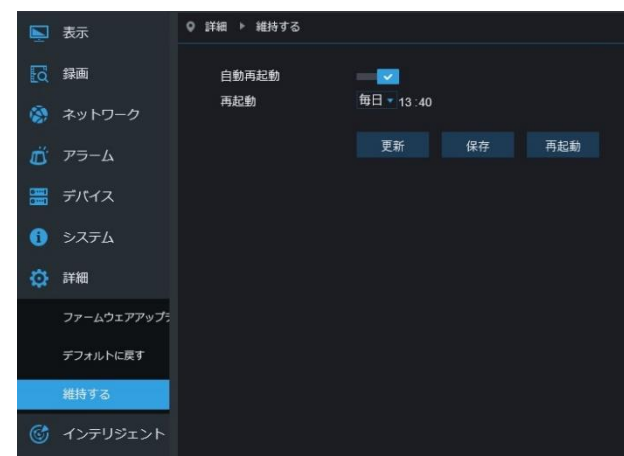 表示
録画
ネットワーク
アラーム
デバイス
システム
詳細
ファームウェアアップ
デフォルトに戻す
維持する
インテリジェント
詳細 維持する
自動再起動
再起動 毎日 13:40
更新 保存 再起動